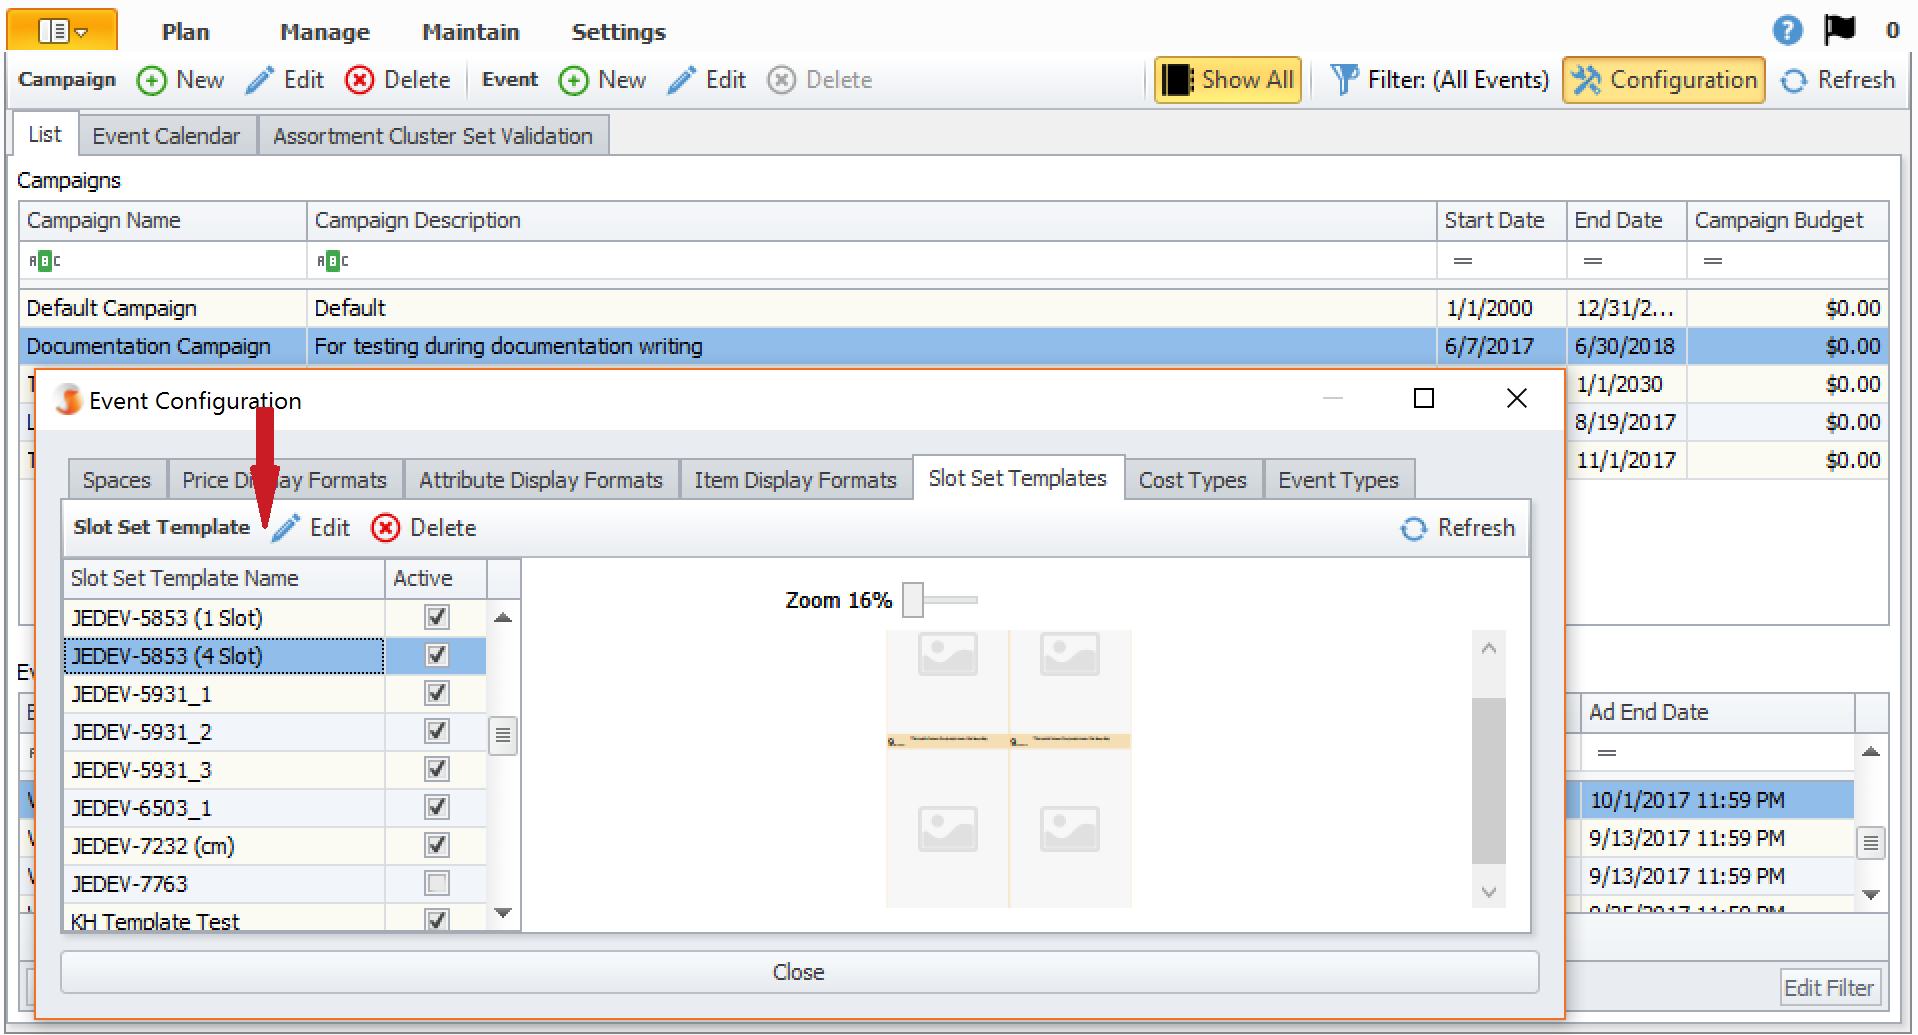 Plan Manage Maintain Settings 0
Campaign New Edit Delete Event New Edit Delete Show All Filter: (All Events) Configuration Refresh
List Event Calendar Assortment Cluster Set Validation
Campaigns
Campaign Name Campaign Description Start Date End Date Campaign Budget
ABC ABC = = =
Default Campaign Default 1/1/2000 12/31/2... $0.00
Documentation Campaign For testing during documentation writing 6/7/2017 6/30/2018 $0.00
1/1/2030 $0.00
8/19/2017 $0.00
11/1/2017 $0.00
Event Configuration
Spaces Price Display Formats Attribute Display Formats Item Display Formats Slot Set Templates Cost Types Event Types
Slot Set Template Edit Delete Refresh
Slot Set Template Name Active
Zoom 16%
JEDEV-5853 (1 Slot)
JEDEV-5853 (4 Slot)
JEDEV-5931_1
JEDEV-5931_2
JEDEV-5931_3
JEDEV-6503_1
JEDEV-7232 (cm)
JEDEV-7763
KH Template Test
Ad End Date
=
10/1/2017 11:59 PM
9/13/2017 11:59 PM
9/13/2017 11:59 PM
Close
Edit Filter